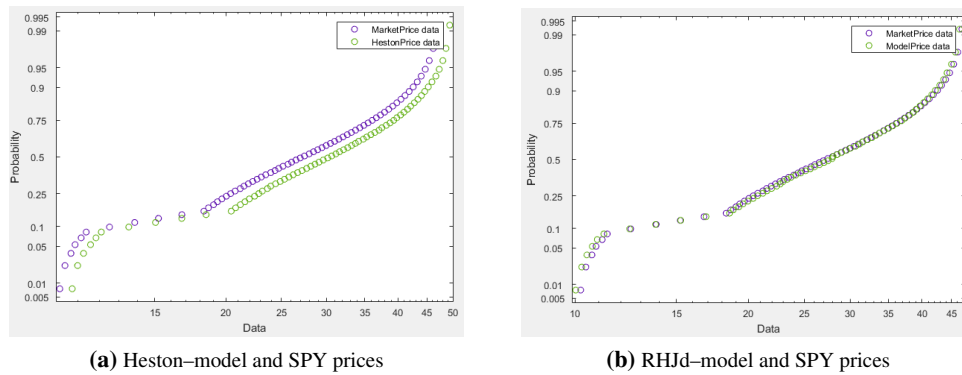 0.995
0.99
0.95
0.9
0.75
0.5
0.25
0.1
0.05
0.01
0.005
Probability
MarketPrice data
HestonPrice data
15 20 25 30 35 40 45 50
Data
(a) Heston–model and SPY prices
0.995
0.99
0.95
0.9
0.75
0.5
0.25
0.1
0.05
0.01
0.005
Probability
MarketPrice data
ModelPrice data
10 15 20 25 30 35 40 45
Data
(b) RHJd–model and SPY prices